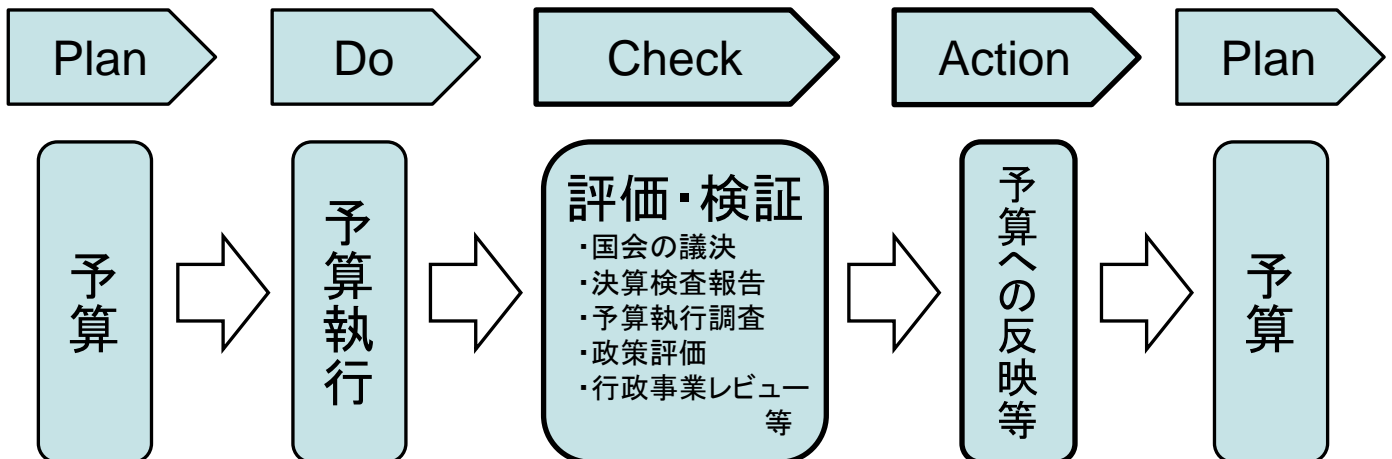 Plan
Do
Check
Action
Plan
予算
予算執行
評価・検証
・国会の議決
・決算検査報告
・予算執行調査
・政策評価
・行政事業レビュー
等
予算への反映等
予算